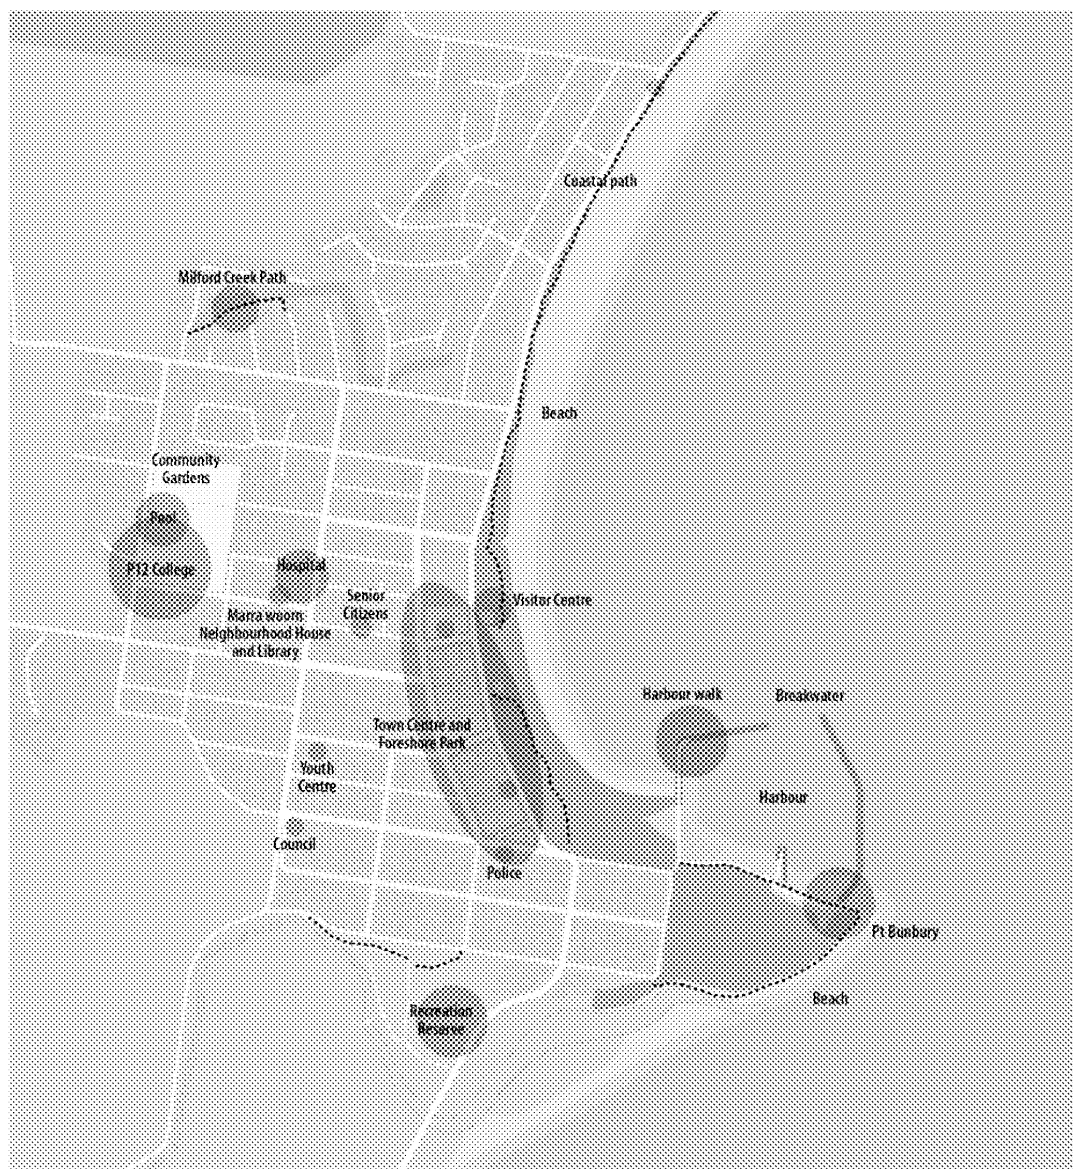 Coastal path
Milford Creek Path
Beach
Community
Gardens
Pool
P12 College
Hospital
Senior
Citizens
Visitor Centre
Marra woorn
Neighbourhood House
and Library
Harbour walk
Breakwater
Town Centre and
Foreshore Park
Youth
Centre
Harbour
Council
Police
Pt Bunbury
Beach
Recreation
Reserve